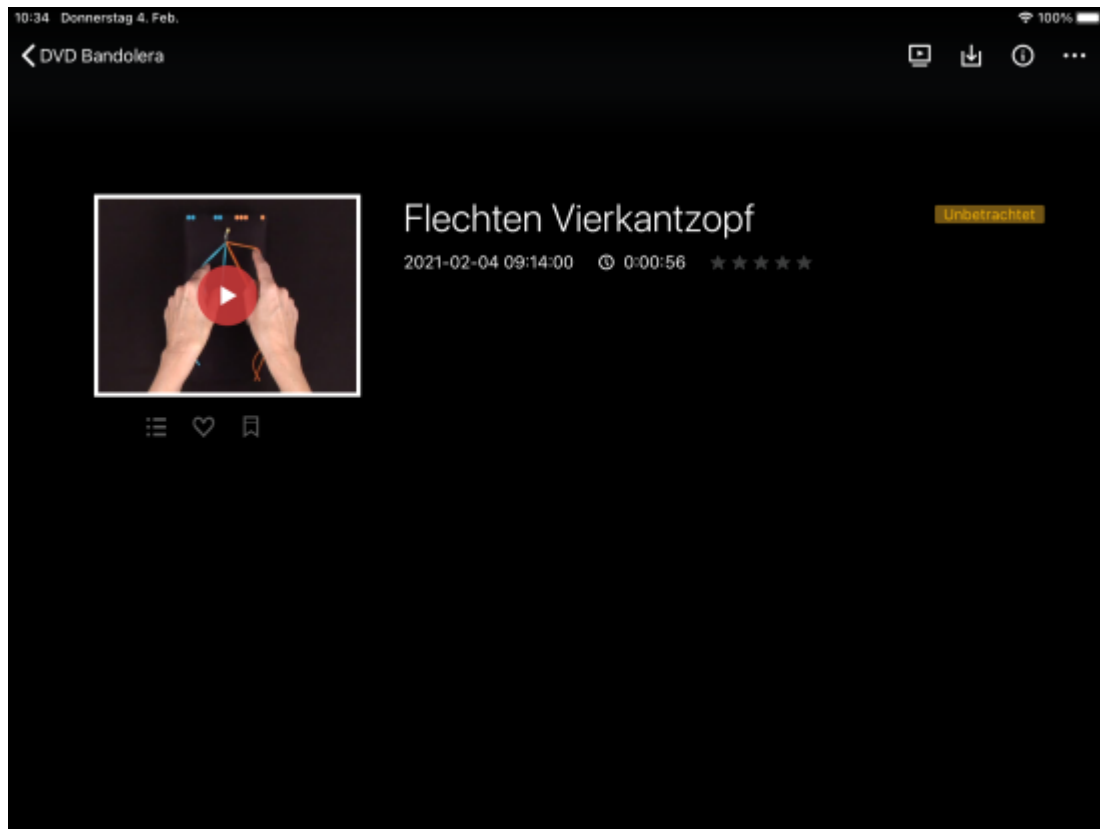 10:34 Donnerstag 4. Feb.
100%
DVD Bandolera
Flechten Vierkantzopf
Unbetrachtet
2021-02-04 09:14:00 0:00:56